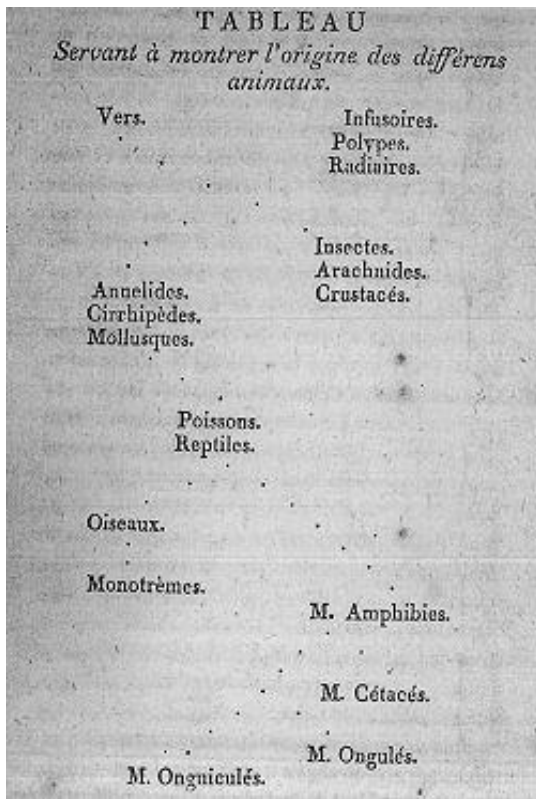 TABLEAU
Servant à montrer l'origine des différens
animaux.
Vers.
Infusoires.
Polypes.
Radiaires.
Insectes.
Arachnides.
Crustacés.
Annelides.
Cirrhipèdes.
Mollusques.
Poissons.
Reptiles.
Oiseaux.
Monotrèmes.
M. Amphibies.
M. Cétacés.
M. Ongulés.
M. Onguiculés.